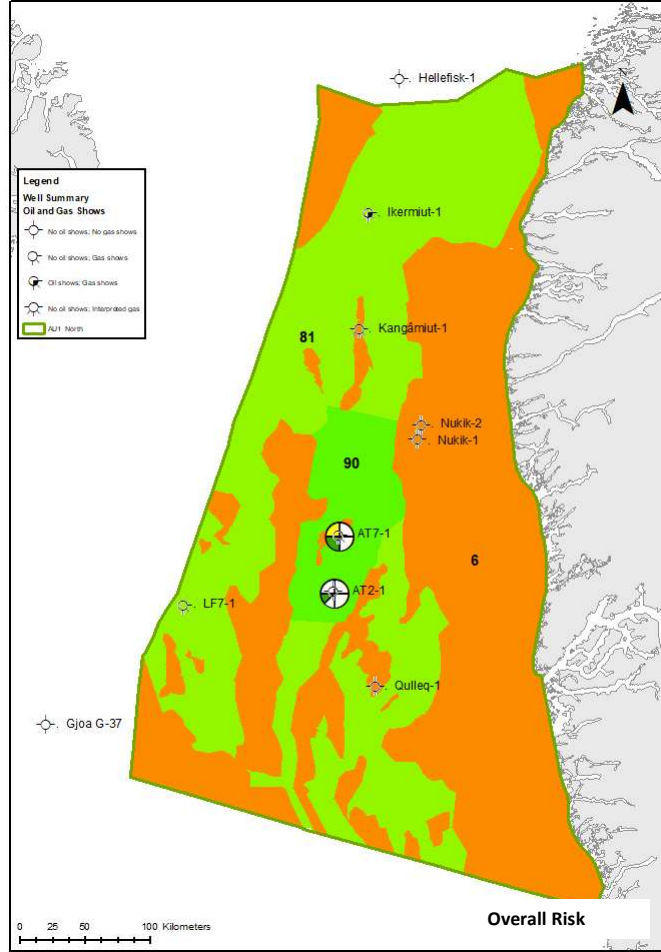 N
Hellefisk-1
Legend
Well Summary
Oil and Gas Shows
No oil shows; No gas shows
No oil shows; Gas shows
Oil shows; Gas shows
No oil shows; Interpreted gas
AU1 North
Ikermiut-1
81
Kangâmiut-1
Nukik-2
Nukik-1
90
AT7-1
6
AT2-1
LF7-1
Qulleq-1
Gjoa G-37
Overall Risk
0 25 50 100 Kilometers